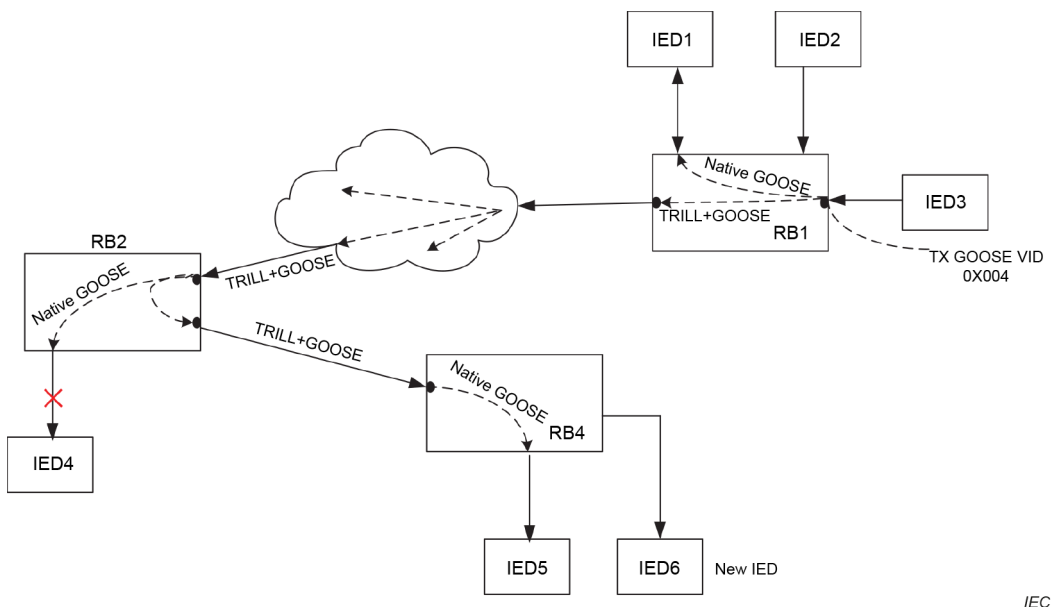 IED1
IED2
Native GOOSE
TRILL+GOOSE
RB1
IED3
TX GOOSE VID
0X004
RB2
Native GOOSE
TRILL+GOOSE
TRILL+GOOSE
Native GOOSE
RB4
IED4
IED5
IED6
New IED
IEC